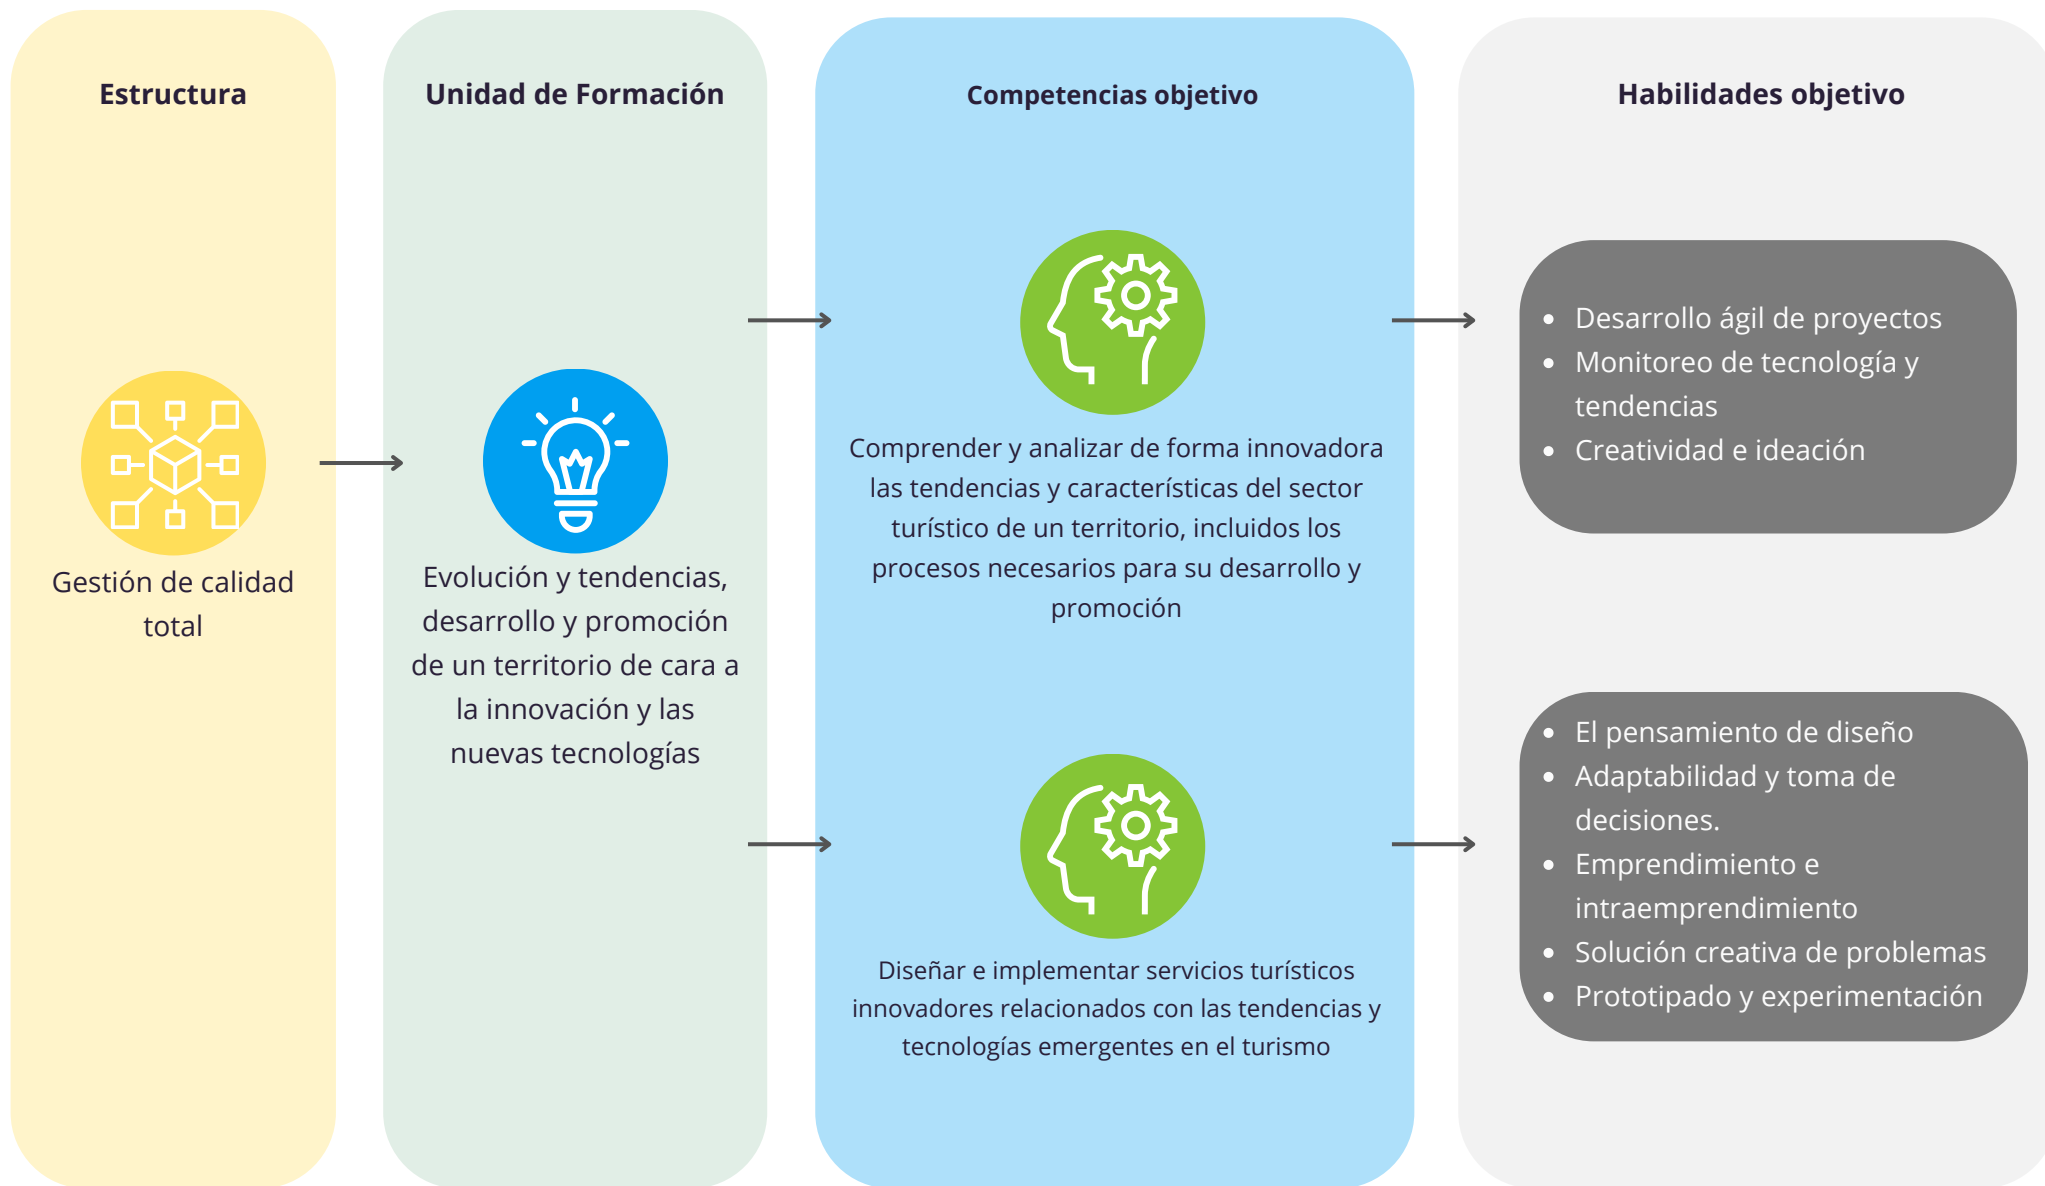 Estructura
Gestión de calidad
total
Unidad de Formación
Evolución y tendencias,
desarrollo y promoción
de un territorio de cara a
la innovación y las
nuevas tecnologías
Competencias objetivo
Comprender y analizar de forma innovadora
las tendencias y características del sector
turístico de un territorio, incluidos los
procesos necesarios para su desarrollo y
promoción
Diseñar e implementar servicios turísticos
innovadores relacionados con las tendencias y
tecnologías emergentes en el turismo
Habilidades objetivo
• Desarrollo ágil de proyectos
• Monitoreo de tecnología y
tendencias
• Creatividad e ideación
• El pensamiento de diseño
• Adaptabilidad y toma de
decisiones.
• Emprendimiento e
intraemprendimiento
• Solución creativa de problemas
• Prototipado y experimentación